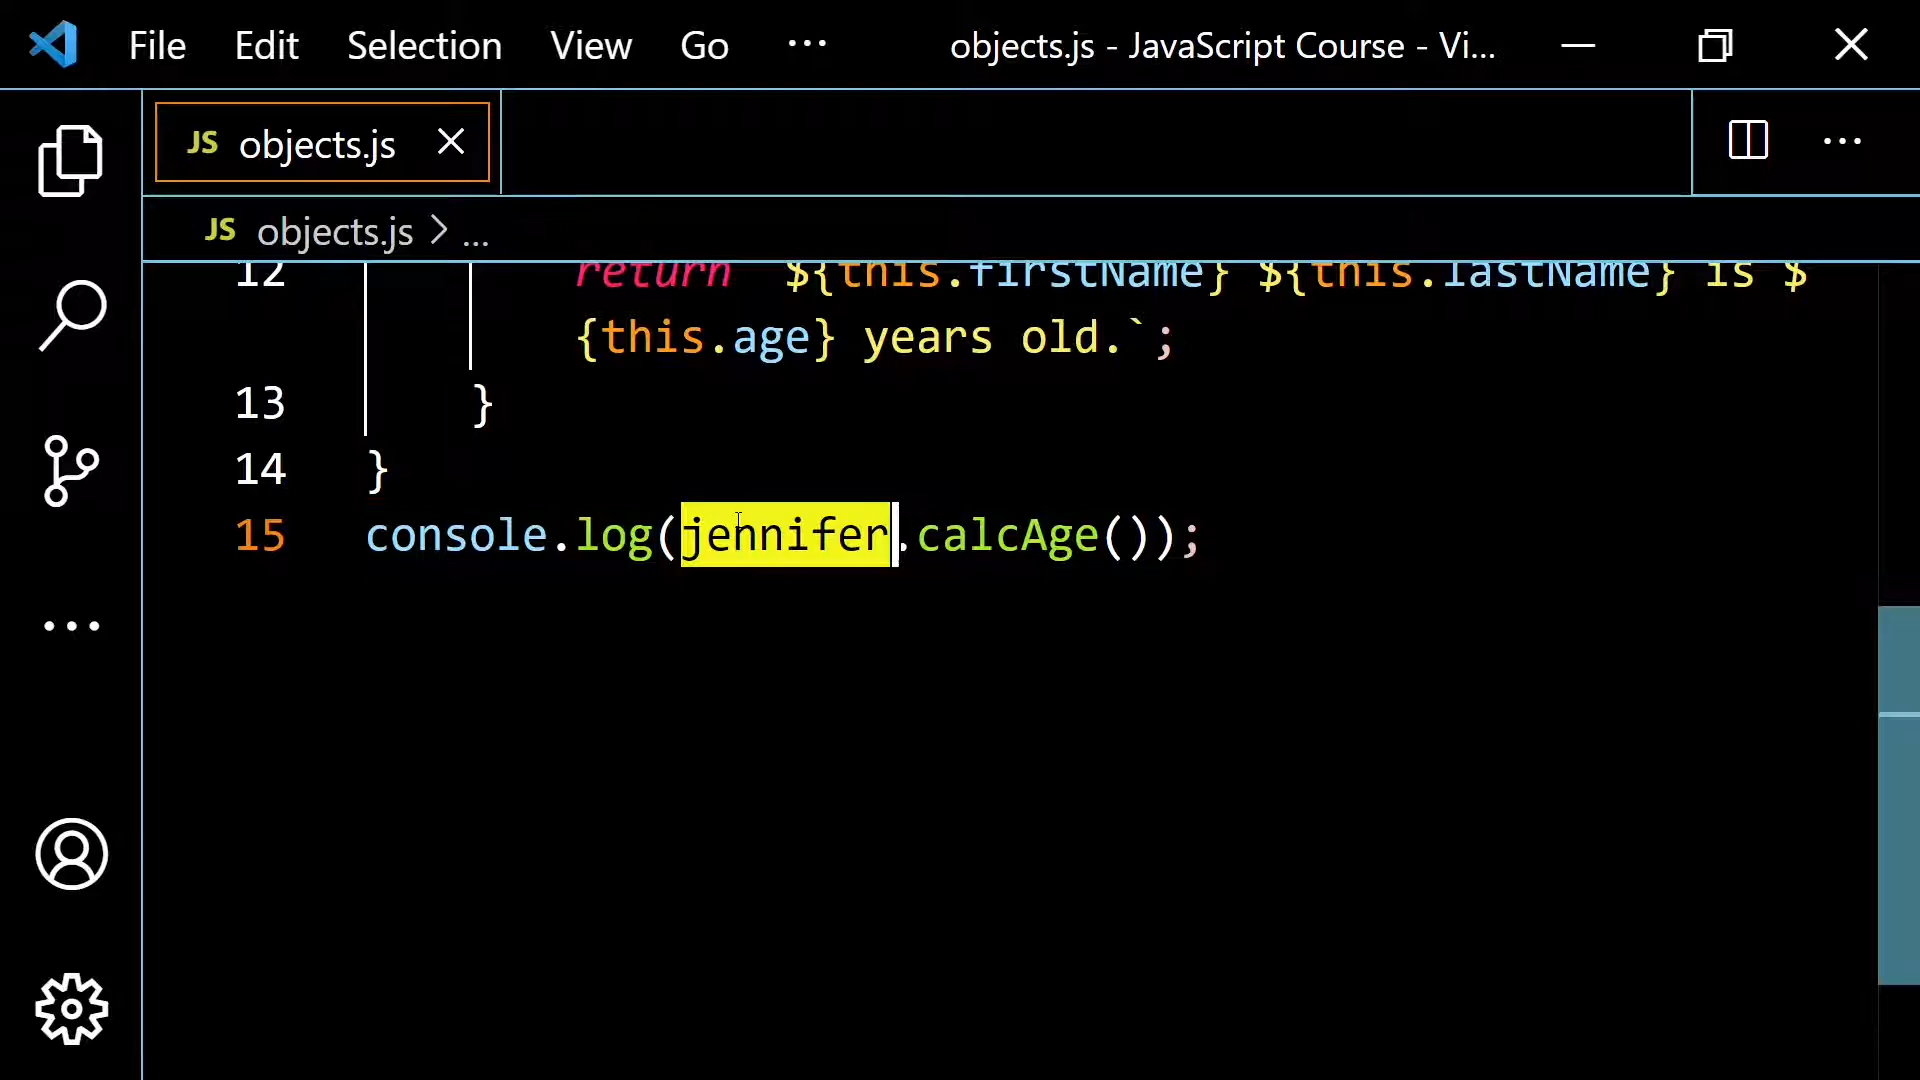 File Edit Selection View Go ··· objects.js - JavaScript Course - Vi...
JS objects.js
JS objects.js > ...
12 return `${this.firstName} ${this.lastName} is $
{this.age} years old.`;
13 }
14 }
15 console.log(jennifer.calcAge());